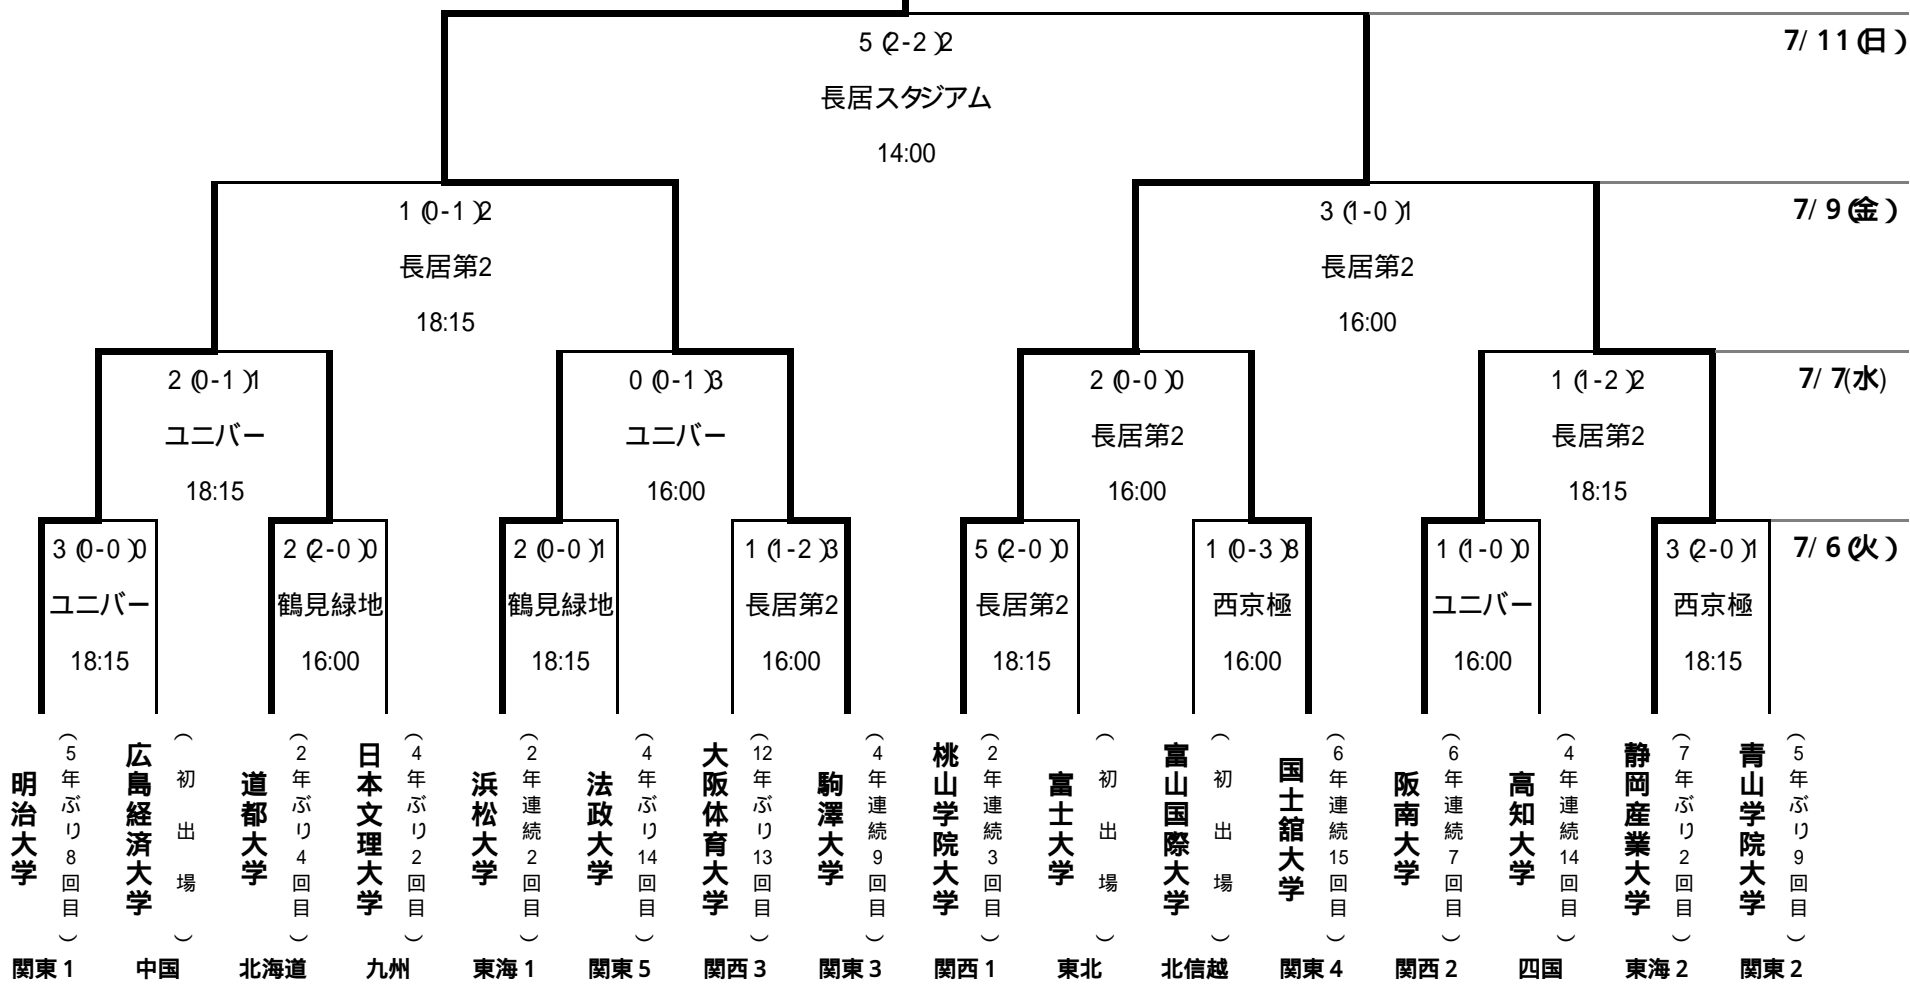 5 (2-2) 2
7/ 11 (日)
長居スタジアム
14:00
1 (0-1) 2
3 (1-0) 1
7/ 9 (金)
長居第2
長居第2
18:15
16:00
2 (0-1) 1
0 (0-1) 3
2 (0-0) 0
1 (1-2) 2
7/ 7(水)
ユニバー
ユニバー
長居第2
長居第2
18:15
16:00
16:00
18:15
3 (0-0) 0
2 (2-0) 0
2 (0-0) 1
1 (1-2) 3
5 (2-0) 0
1 (0-3) 8
1 (1-0) 0
3 (2-0) 1
7/ 6 (火)
ユニバー
鶴見緑地
鶴見緑地
長居第2
長居第2
西京極
ユニバー
西京極
18:15
16:00
18:15
16:00
18:15
16:00
16:00
18:15
明治大学
(5年ぶり8回目)
広島経済大学
(初出場)
道都大学
(2年ぶり4回目)
日本文理大学
(4年ぶり2回目)
浜松大学
(2年連続2回目)
法政大学
(4年ぶり14回目)
大阪体育大学
(12年ぶり13回目)
駒澤大学
(4年連続9回目)
桃山学院大学
(2年連続3回目)
富士大学
(初出場)
富山国際大学
(初出場)
国士舘大学
(6年連続15回目)
阪南大学
(6年連続7回目)
高知大学
(4年連続14回目)
静岡産業大学
(7年ぶり2回目)
青山学院大学
(5年ぶり9回目)
関東1
中国
北海道
九州
東海1
関東5
関西3
関東3
関西1
東北
北信越
関東4
関西2
四国
東海2
関東2